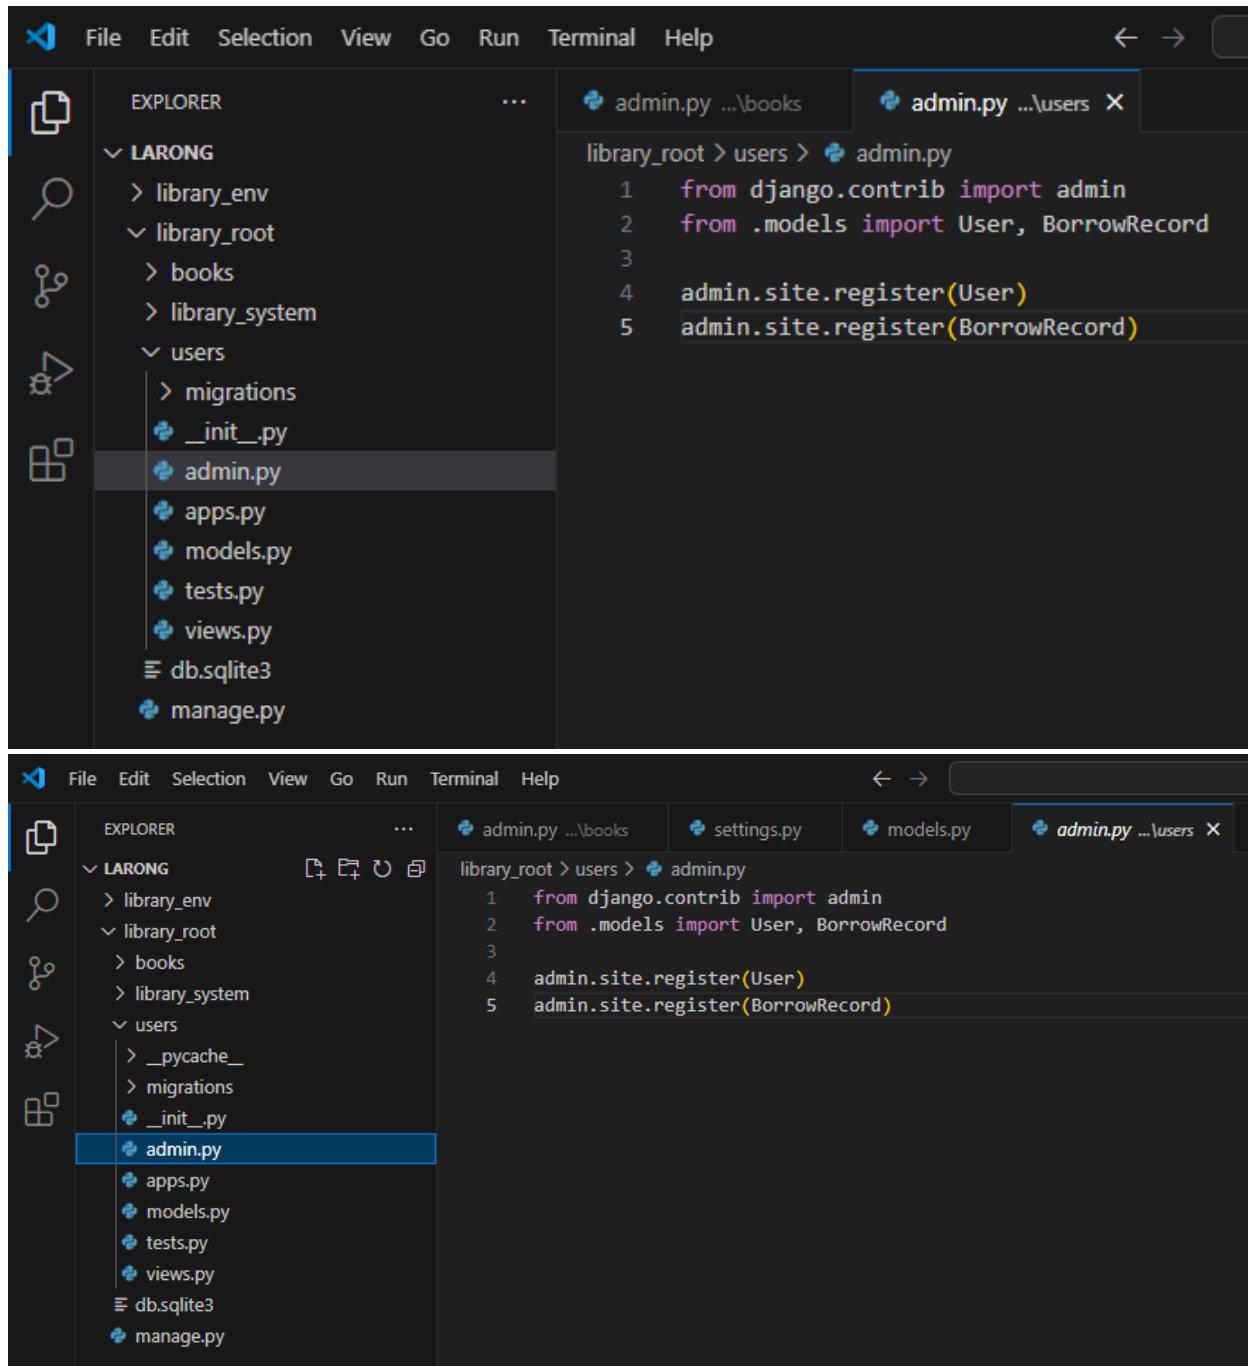 File Edit Selection View Go Run Terminal Help
EXPLORER
LARONG
library_env
library_root
books
library_system
users
migrations
__init__.py
admin.py
apps.py
models.py
tests.py
views.py
db.sqlite3
manage.py
admin.py ...\books admin.py ...\users
library_root > users > admin.py
1 from django.contrib import admin
2 from .models import User, BorrowRecord
3
4 admin.site.register(User)
5 admin.site.register(BorrowRecord)
File Edit Selection View Go Run Terminal Help
EXPLORER
LARONG
library_env
library_root
books
library_system
users
__pycache__
migrations
__init__.py
admin.py
apps.py
models.py
tests.py
views.py
db.sqlite3
manage.py
admin.py ...\books settings.py models.py admin.py ...\users
library_root > users > admin.py
1 from django.contrib import admin
2 from .models import User, BorrowRecord
3
4 admin.site.register(User)
5 admin.site.register(BorrowRecord)